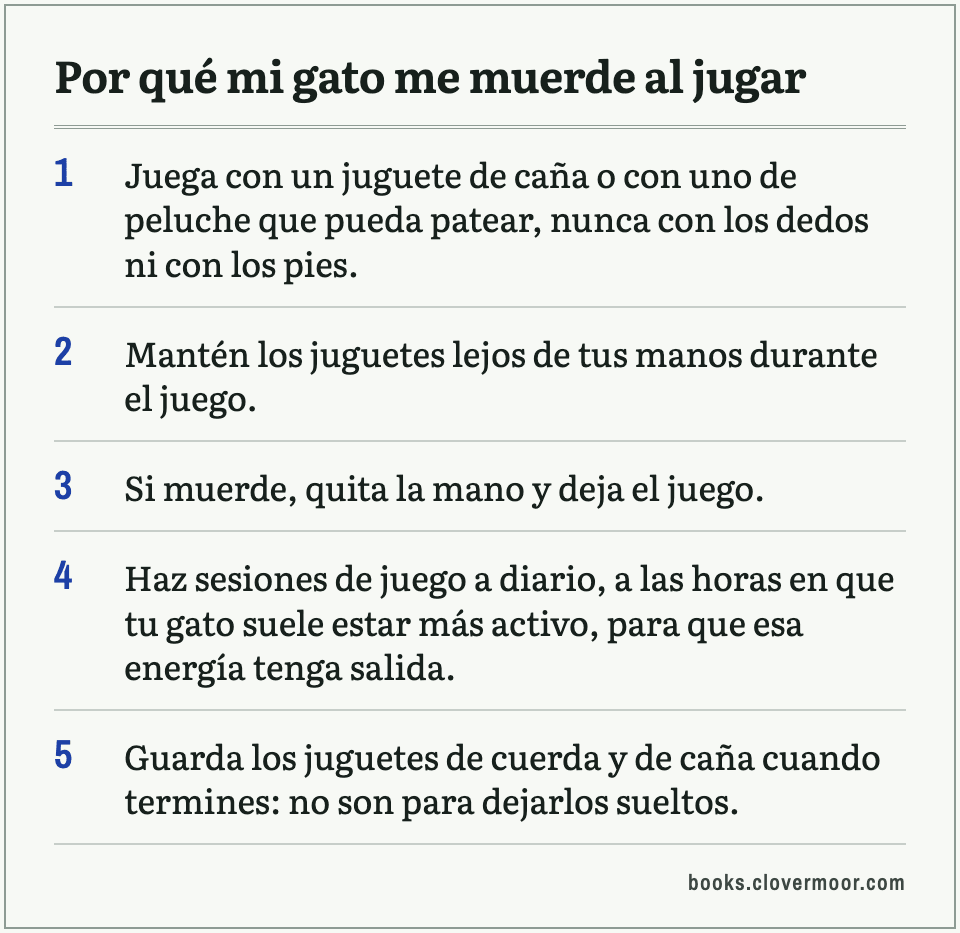 Por qué mi gato me muerde al jugar
1
Juega con un juguete de caña o con uno de
peluche que pueda patear, nunca con los dedos
ni con los pies.
2
Mantén los juguetes lejos de tus manos durante
el juego.
3
Si muerde, quita la mano y deja el juego.
4
Haz sesiones de juego a diario, a las horas en que
tu gato suele estar más activo, para que esa
energía tenga salida.
5
Guarda los juguetes de cuerda y de caña cuando
termines: no son para dejarlos sueltos.
books.clovermoor.com